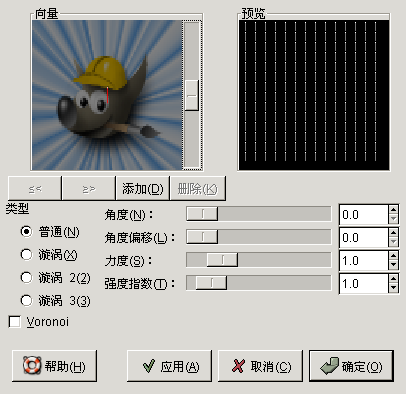 向量 预览
≤< ≥> 添加(D) 删除(K)
类型
普通(N)
漩涡(X)
漩涡 2(2)
漩涡 3(3)
角度(N)： 0.0
角度偏移(L)： 0.0
力度(S)： 1.0
强度指数(T)： 1.0
Voronoi
帮助(H) 应用(A) 取消(C) 确定(O)